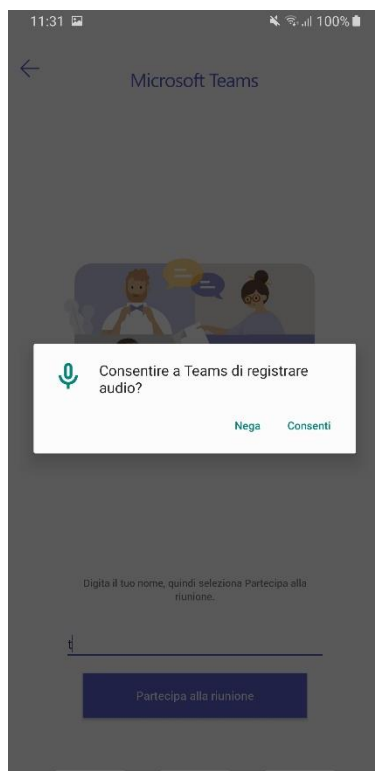 11:31 100%
Microsoft Teams
Consentire a Teams di registrare
audio?
Nega Consenti
Digita il tuo nome, quindi seleziona Partecipa alla
riunione.
t
Partecipa alla riunione